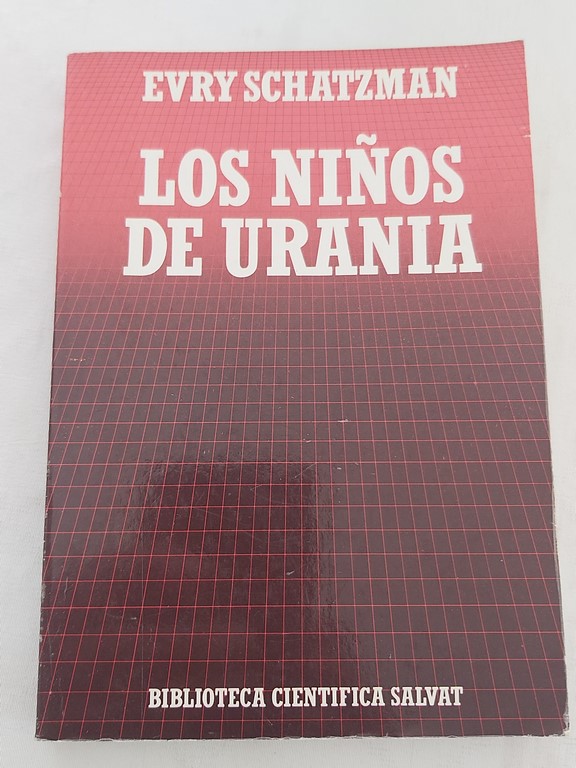 EVRY SCHATZMAN
LOS NIÑOS
DE URANIA
BIBLIOTECA CIENTIFICA SALVAT